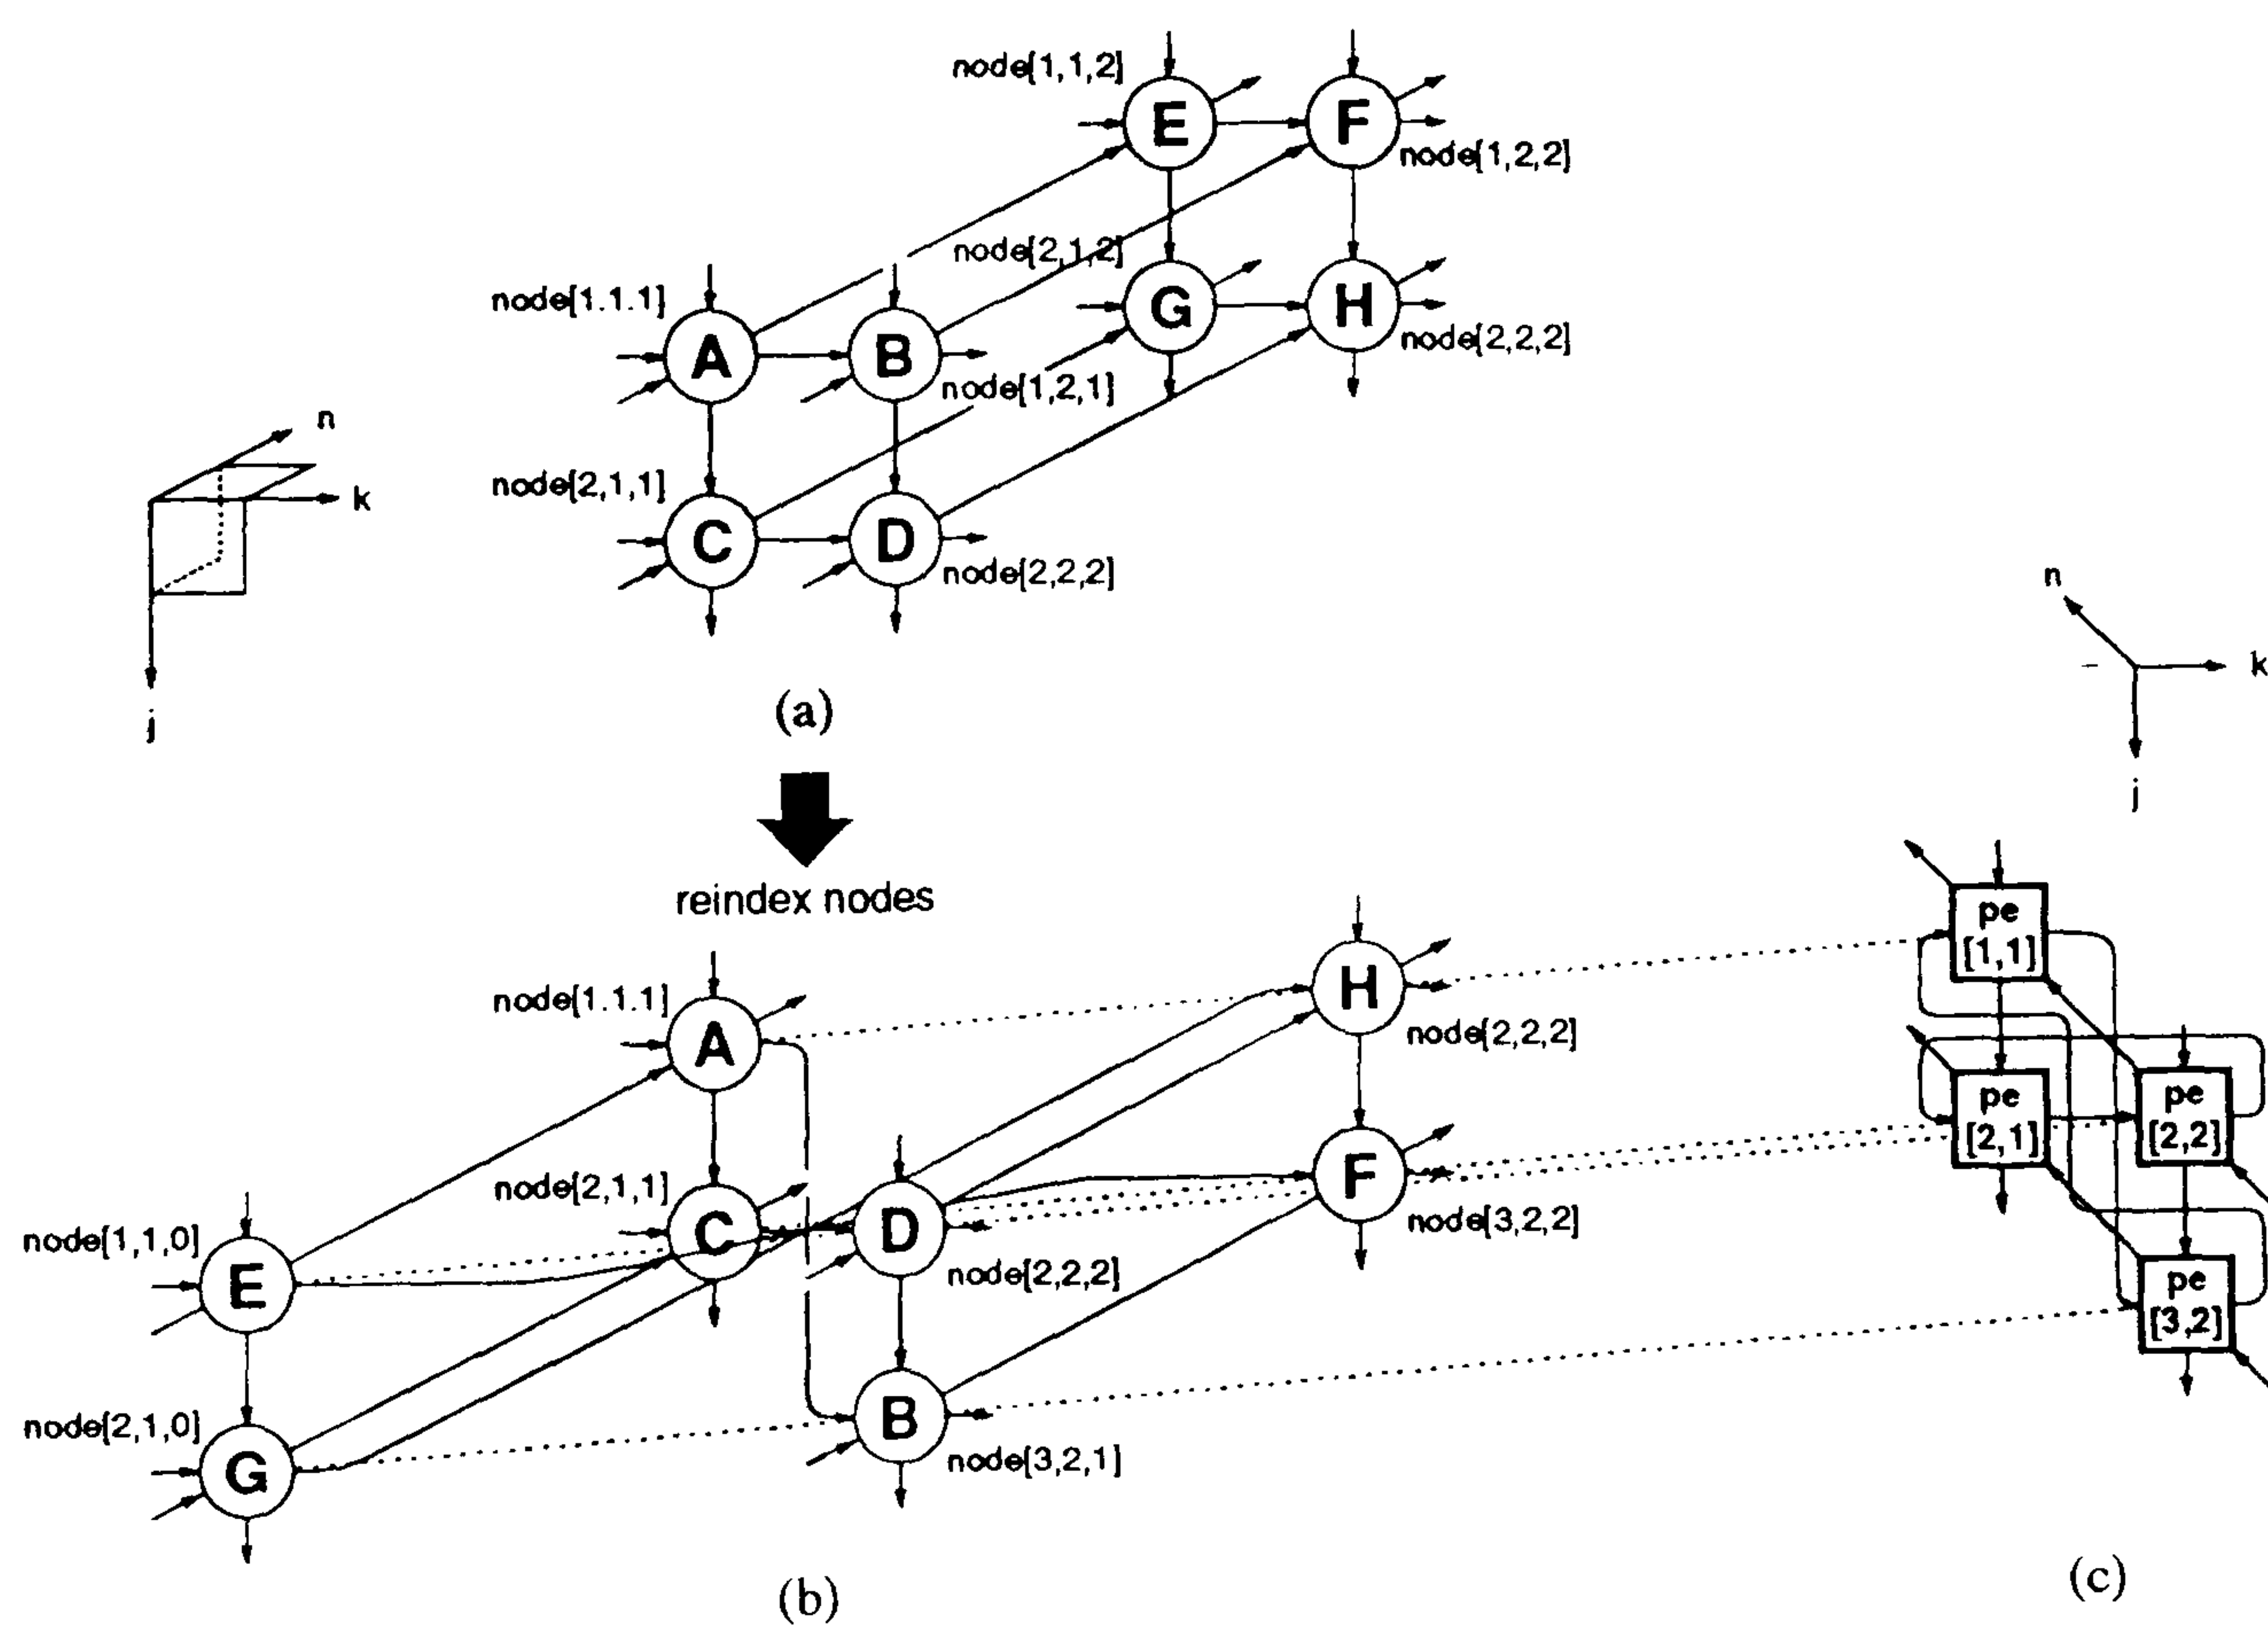 node[1,1,2]
E
F
node[1,2,2]
node[2,1,2]
node[1.1.1]
G
H
node[2,2,2]
A
B
node[1,2,1]
n
k
j
node[2,1,1]
C
D
node[2,2,2]
(a)
n
k
j
reindex nodes
node[1.1.1]
A
H
node[2,2,2]
node[2,1,1]
C
D
F
node[3,2,2]
node[1,1,0]
E
node[2,2,2]
node[2,1,0]
G
B
node[3,2,1]
(b)
pe
[1,1]
pe
[2,1]
pe
[2,2]
pe
[3,2]
(c)